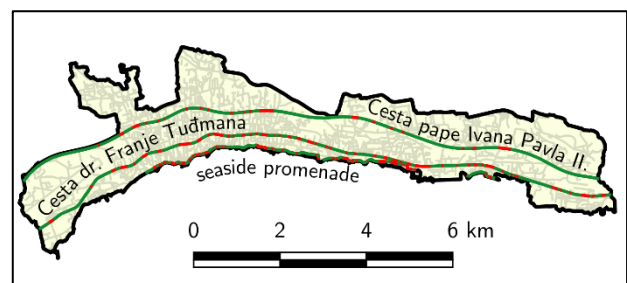 Cesta pape Ivana Pavla II.
Cesta dr. Franje Tuđmana
seaside promenade
0 2 4 6 km